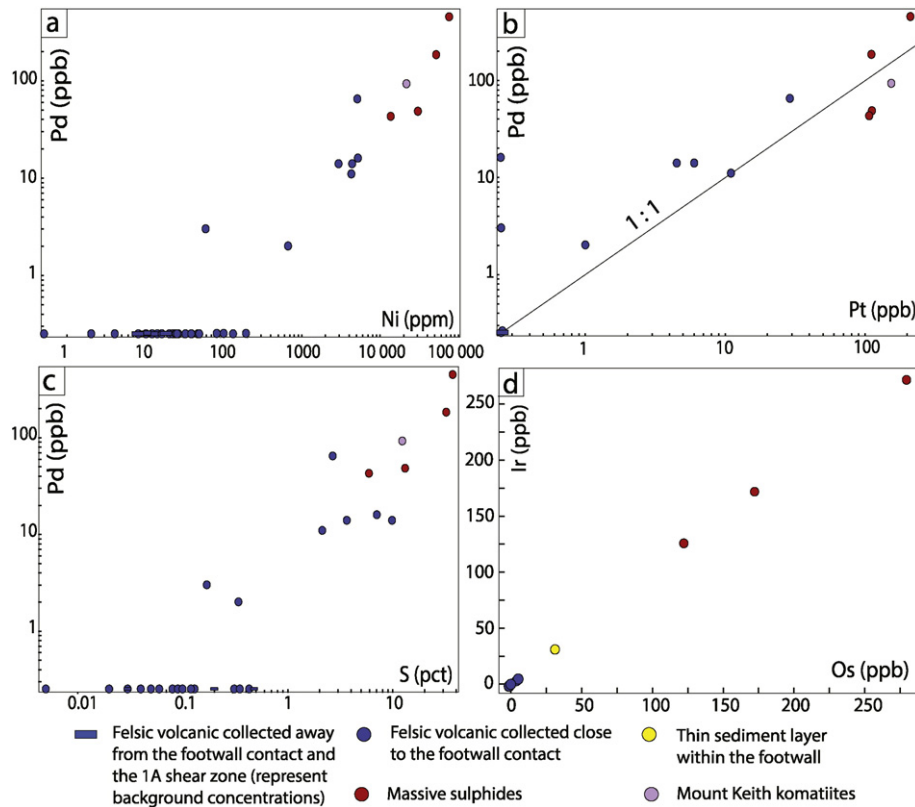 a
Pd (ppb)
100
10
1
Ni (ppm)
1 10 100 1000 10 000 100 000
b
Pd (ppb)
100
10
1
1 : 1
Pt (ppb)
1 10 100
c
Pd (ppb)
100
10
1
S (pct)
0.01 0.1 1 10
d
Ir (ppb)
250
200
150
100
50
0
Os (ppb)
0 50 100 150 200 250
Felsic volcanic collected away
from the footwall contact and
the 1A shear zone (represent
background concentrations)
Felsic volcanic collected close
to the footwall contact
Thin sediment layer
within the footwall
Massive sulphides
Mount Keith komatiites